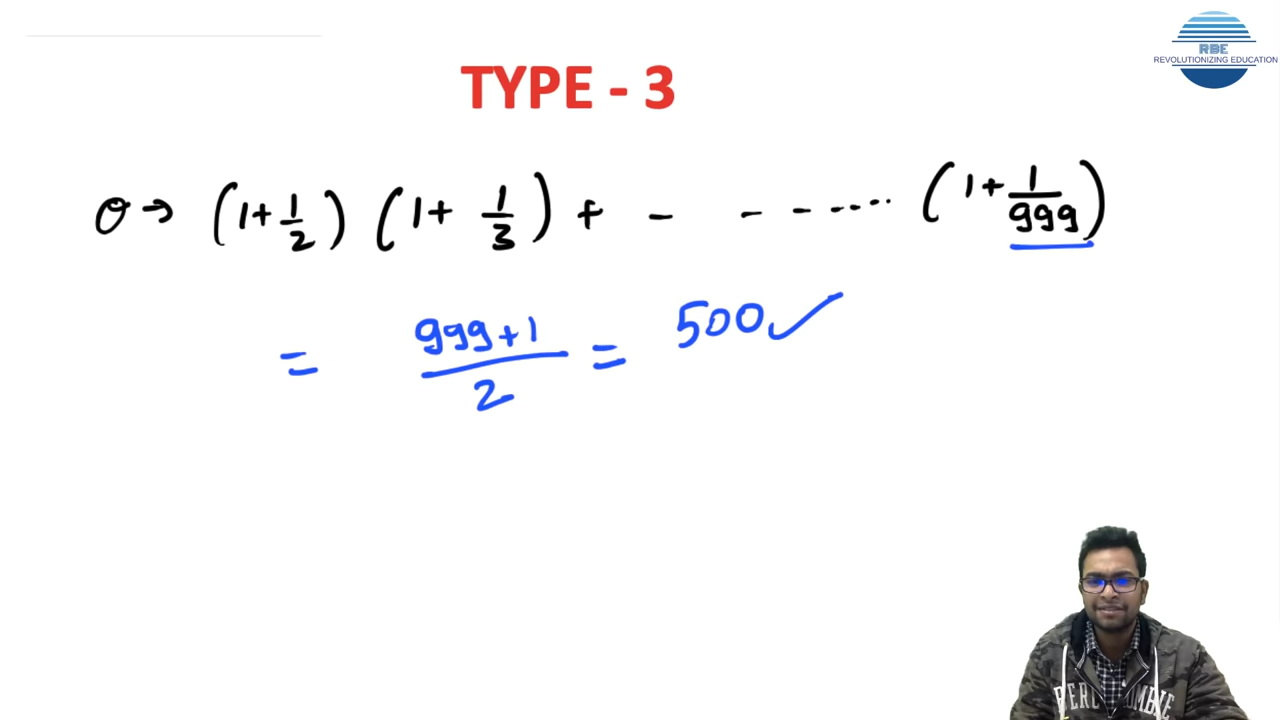 RBE
REVOLUTIONIZING EDUCATION
TYPE - 3
Q → (1+1/2) (1+ 1/3) + - - - ..... (1+1/999)
= 999+1/2 = 500✓